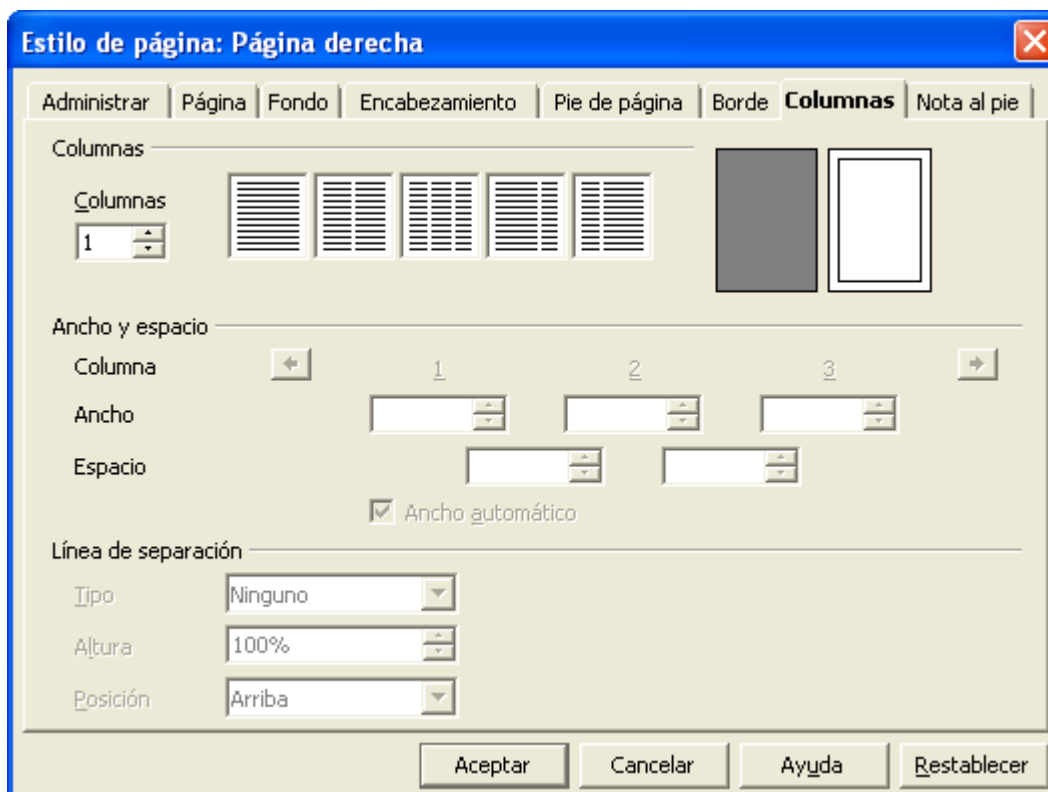 Estilo de página: Página derecha
Administrar Página Fondo Encabezamiento Pie de página Borde Columnas Nota al pie
Columnas
Columnas
1
Ancho y espacio
Columna 1 2 3
Ancho
Espacio
Ancho automático
Línea de separación
Tipo Ninguno
Altura 100%
Posición Arriba
Aceptar Cancelar Ayuda Restablecer